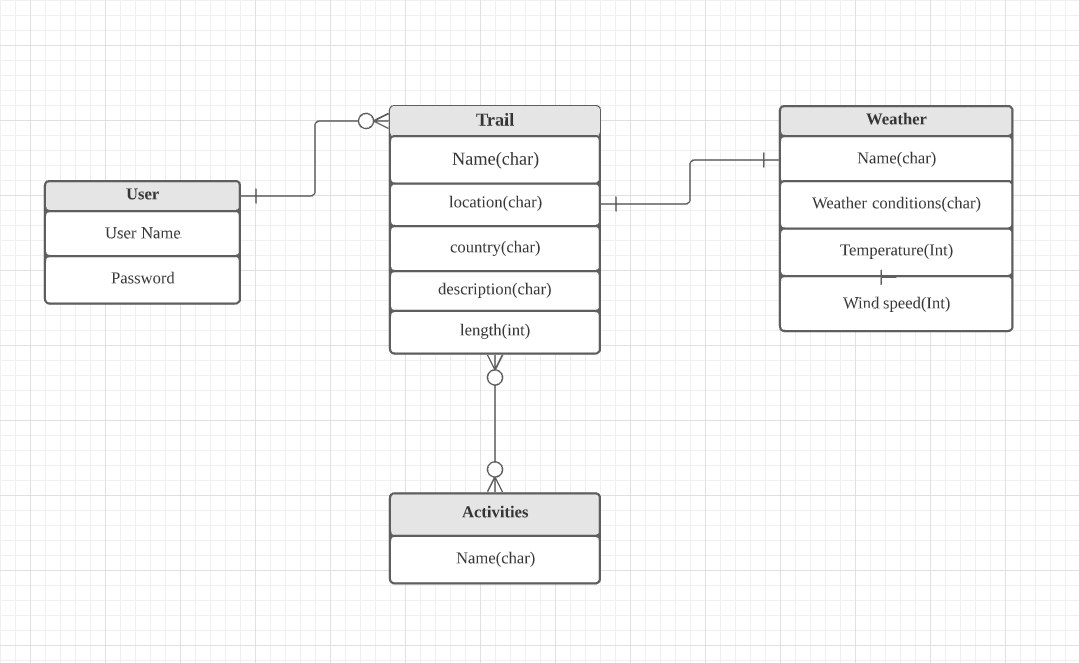 User
User Name
Password
Trail
Name(char)
location(char)
country(char)
description(char)
length(int)
Weather
Name(char)
Weather conditions(char)
Temperature(Int)
Wind speed(Int)
Activities
Name(char)